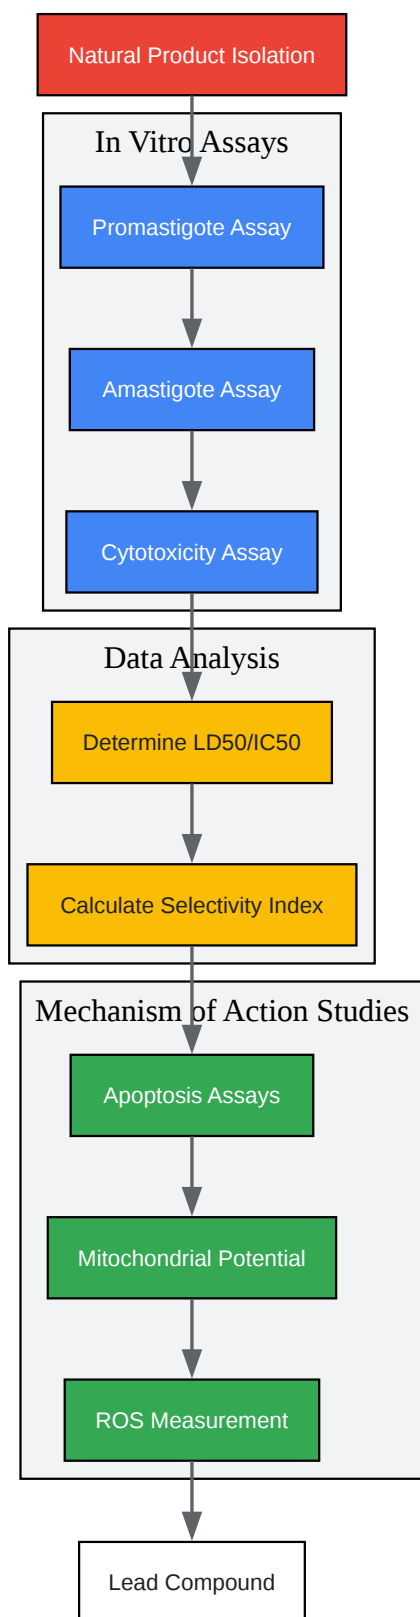 Natural Product Isolation
In Vitro Assays
Promastigote Assay
Amastigote Assay
Cytotoxicity Assay
Data Analysis
Determine LD50/IC50
Calculate Selectivity Index
Mechanism of Action Studies
Apoptosis Assays
Mitochondrial Potential
ROS Measurement
Lead Compound